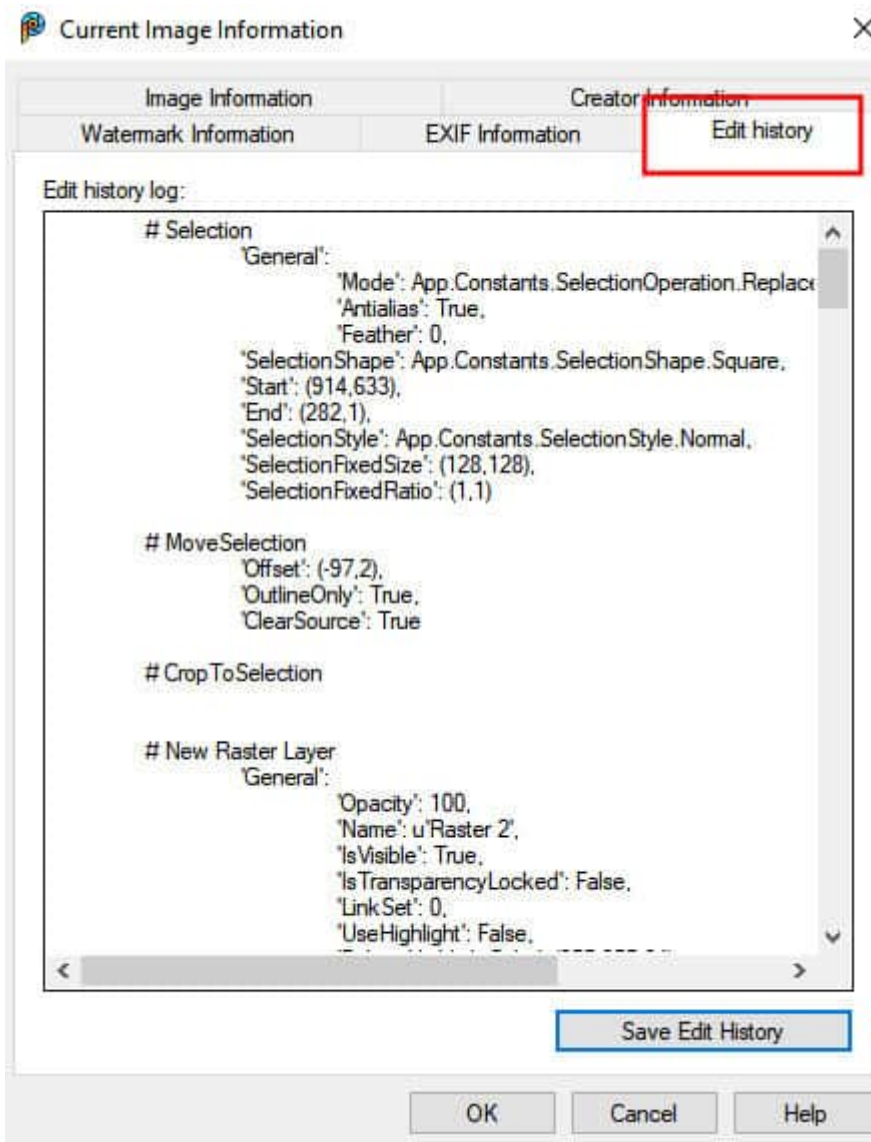 Current Image Information
Image Information
Creator Information
Watermark Information
EXIF Information
Edit history
Edit history log:
# Selection
'General':
'Mode': App.Constants.SelectionOperation.Replace
'Antialias': True,
'Feather': 0,
'SelectionShape': App.Constants.SelectionShape.Square,
'Start': (914,633),
'End': (282,1),
'SelectionStyle': App.Constants.SelectionStyle.Normal,
'SelectionFixedSize': (128,128),
'SelectionFixedRatio': (1,1)
# MoveSelection
'Offset': (-97,2),
'OutlineOnly': True,
'ClearSource': True
# CropToSelection
# New Raster Layer
'General':
'Opacity': 100,
'Name': u'Raster 2',
'IsVisible': True,
'IsTransparencyLocked': False,
'LinkSet': 0,
'UseHighlight': False,
Save Edit History
OK
Cancel
Help